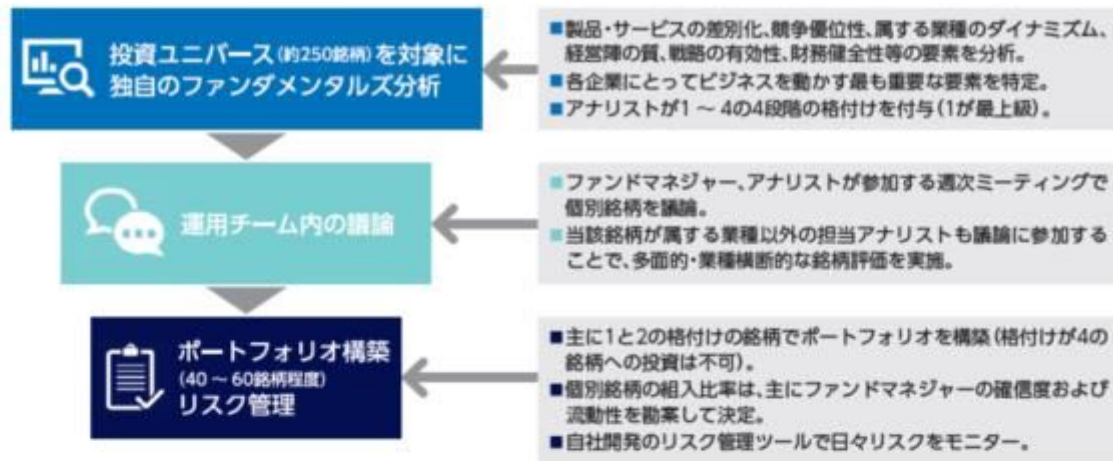 投資ユニバース(約250銘柄)を対象に
独自のファンダメンタルズ分析
■製品・サービスの差別化、競争優位性、属する業種のダイナミズム、
経営陣の質、戦略の有効性、財務健全性等の要素を分析。
■各企業にとってビジネスを動かす最も重要な要素を特定。
■アナリストが1～4の4段階の格付けを付与(1が最上級)。
運用チーム内の議論
■ファンドマネジャー、アナリストが参加する週次ミーティングで
個別銘柄を議論。
■当該銘柄が属する業種以外の担当アナリストも議論に参加する
ことで、多面的・業種横断的な銘柄評価を実施。
ポートフォリオ構築
(40～60銘柄程度)
リスク管理
■主に1と2の格付けの銘柄でポートフォリオを構築(格付けが4の
銘柄への投資は不可)。
■個別銘柄の組入比率は、主にファンドマネジャーの確信度および
流動性を勘案して決定。
■自社開発のリスク管理ツールで日々リスクをモニター。